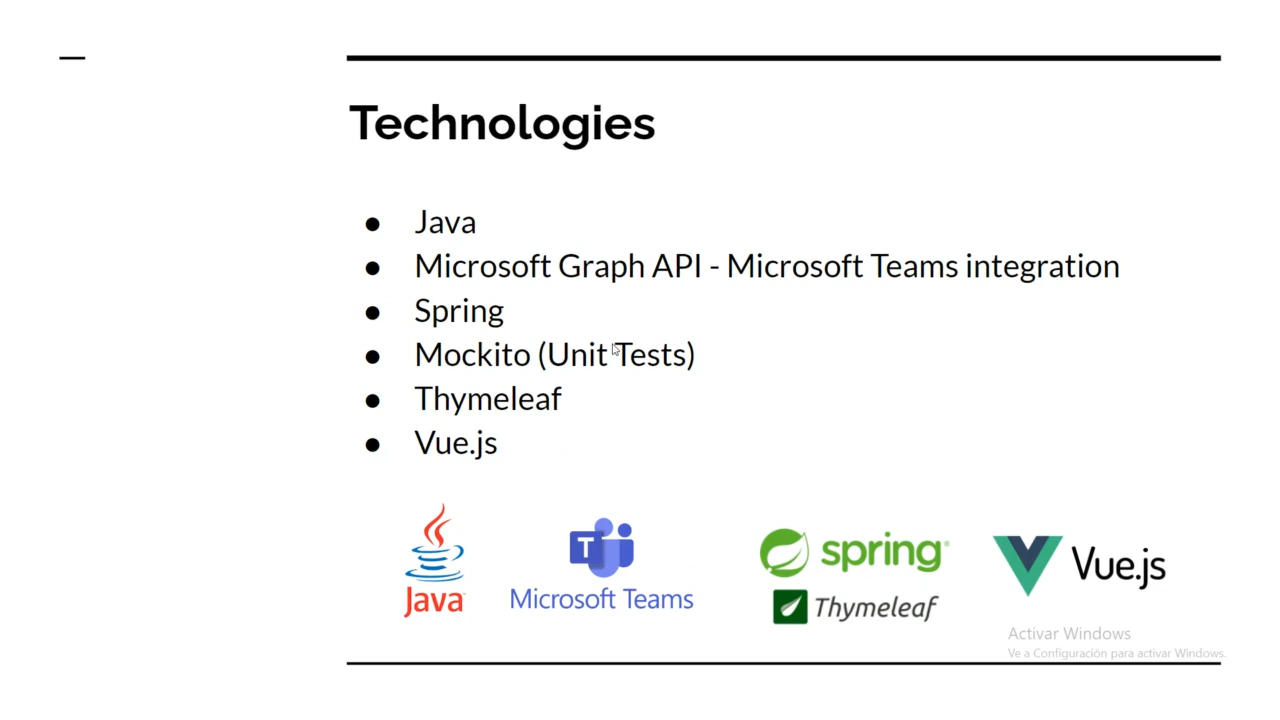 Technologies
● Java
● Microsoft Graph API - Microsoft Teams integration
● Spring
● Mockito (Unit Tests)
● Thymeleaf
● Vue.js
Java
T
Microsoft Teams
spring
Thymeleaf
Vue.js
Activar Windows
Ve a Configuración para activar Windows.